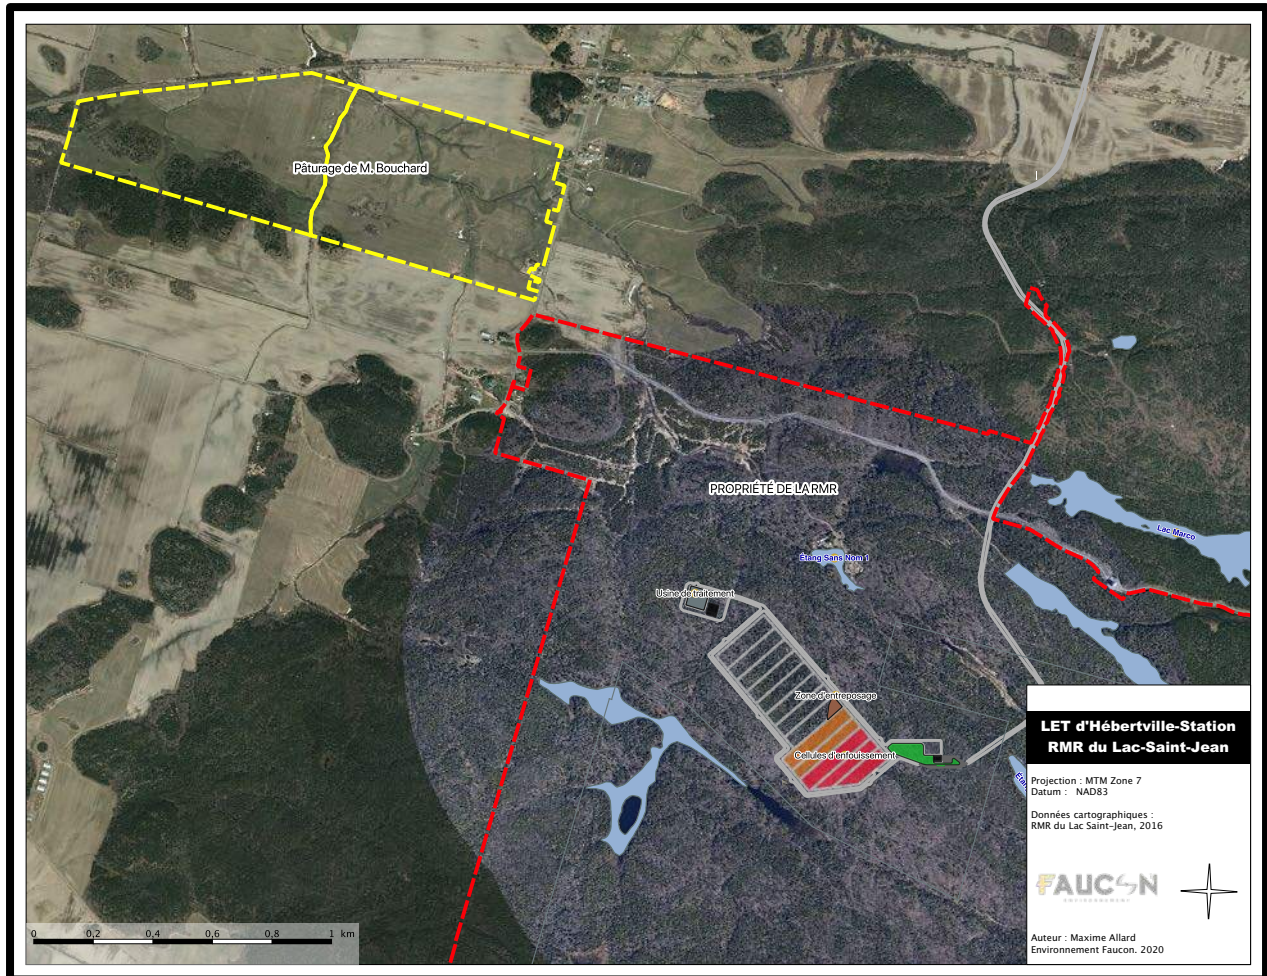 Pâturage de M. Bouchard
PROPRIÉTÉ DE LA RMR
Lac Marco
Étang Sans Nom 1
Usine de traitement
Zone d'entreposage
Cellules d'enfouissement
LET d'Hébertville-Station
RMR du Lac-Saint-Jean
Projection : MTM Zone 7
Datum : NAD83
Données cartographiques :
RMR du Lac Saint-Jean, 2016
FAUCON
ENVIRONNEMENT
Auteur : Maxime Allard
Environnement Faucon. 2020
0 0,2 0,4 0,6 0,8 1 km